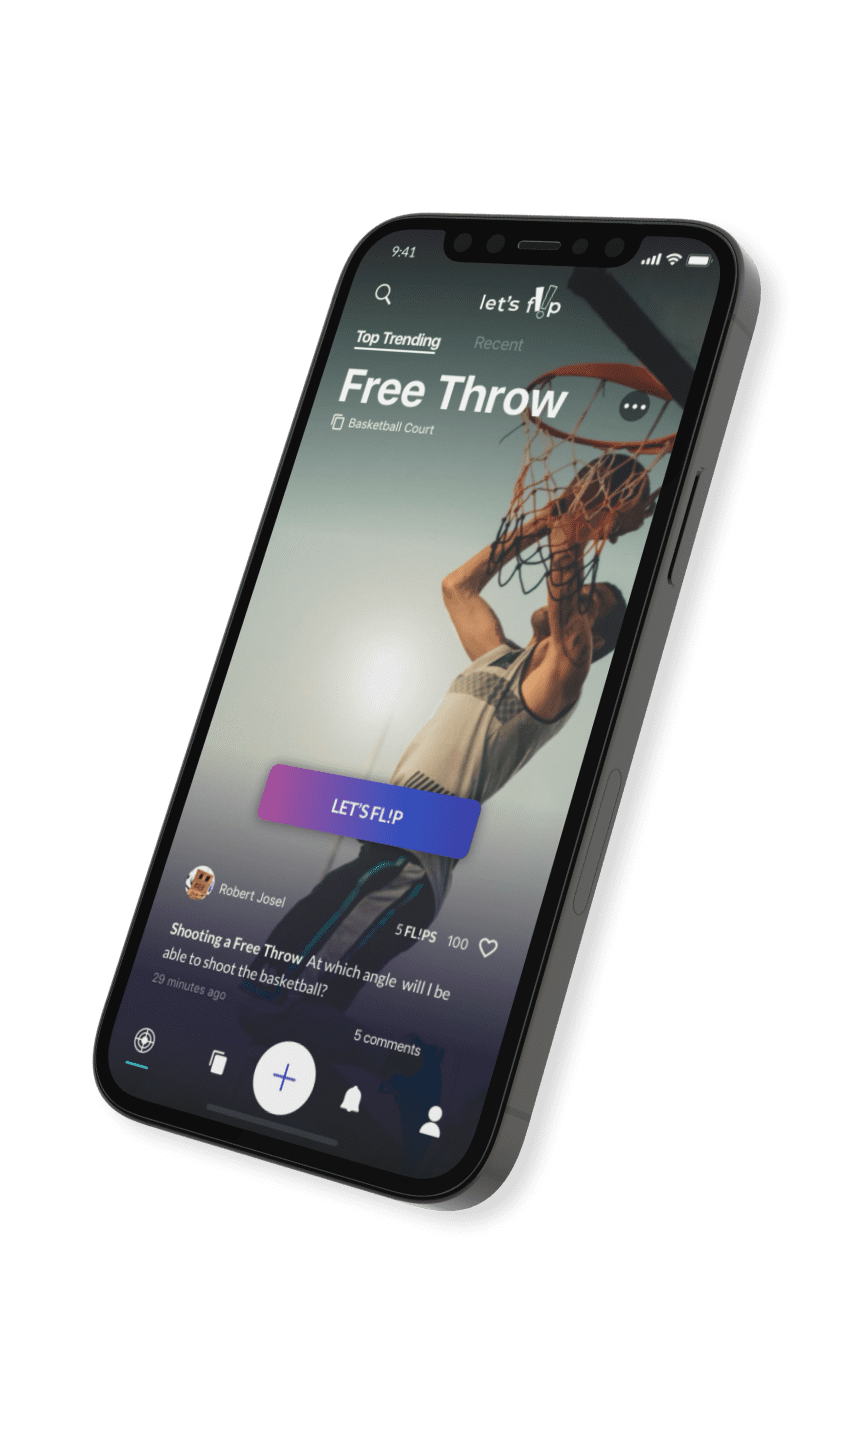 9:41
let's fl!p
Top Trending
Recent
Free Throw
Basketball Court
LET'S FL!P
Robert Josel
5 FL!PS 100
Shooting a Free Throw At which angle will I be
able to shoot the basketball?
29 minutes ago
5 comments